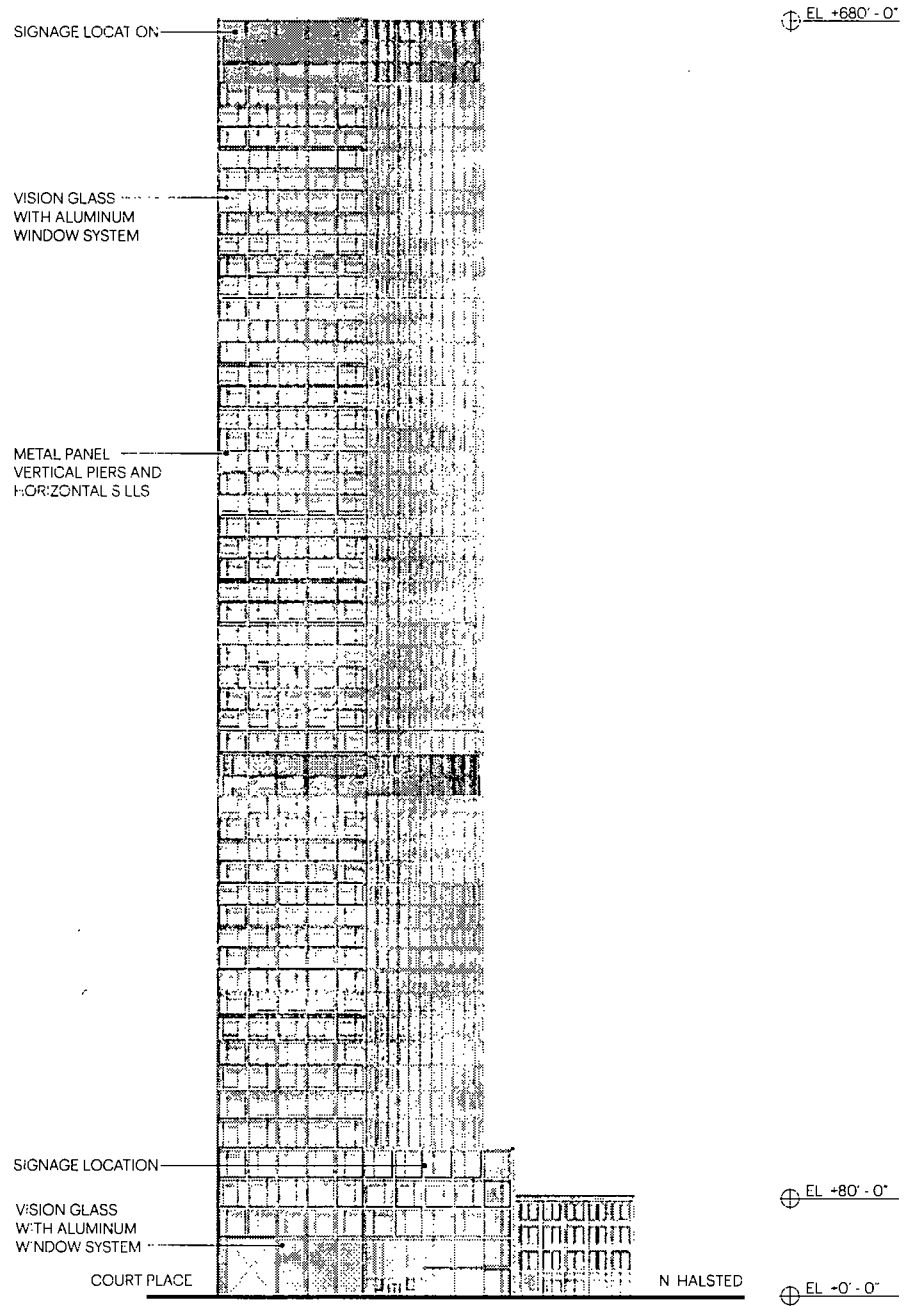 SIGNAGE LOCAT ON
EL +680' - 0"
VISION GLASS
WITH ALUMINUM
WINDOW SYSTEM
METAL PANEL
VERTICAL PIERS AND
HORIZONTAL S LLS
SIGNAGE LOCATION
EL +80' - 0"
VISION GLASS
WITH ALUMINUM
W NDOW SYSTEM
COURT PLACE
N HALSTED
EL +0' - 0"